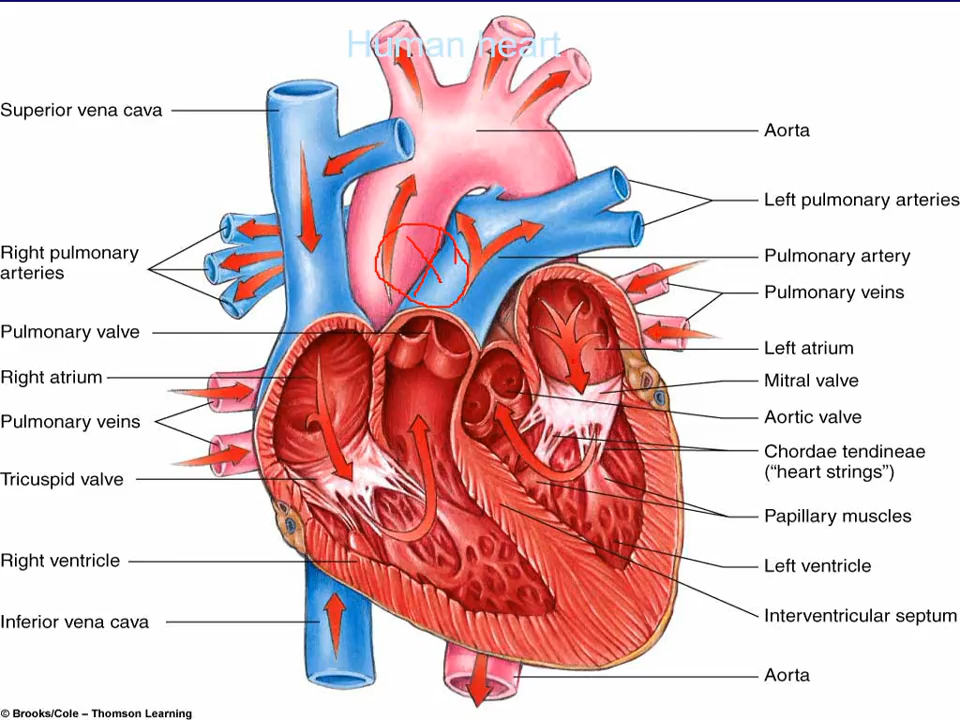 Human heart
Superior vena cava
Right pulmonary
arteries
Pulmonary valve
Right atrium
Pulmonary veins
Tricuspid valve
Right ventricle
Inferior vena cava
Aorta
Left pulmonary arteries
Pulmonary artery
Pulmonary veins
Left atrium
Mitral valve
Aortic valve
Chordae tendineae
(“heart strings”)
Papillary muscles
Left ventricle
Interventricular septum
Aorta
© Brooks/Cole – Thomson Learning